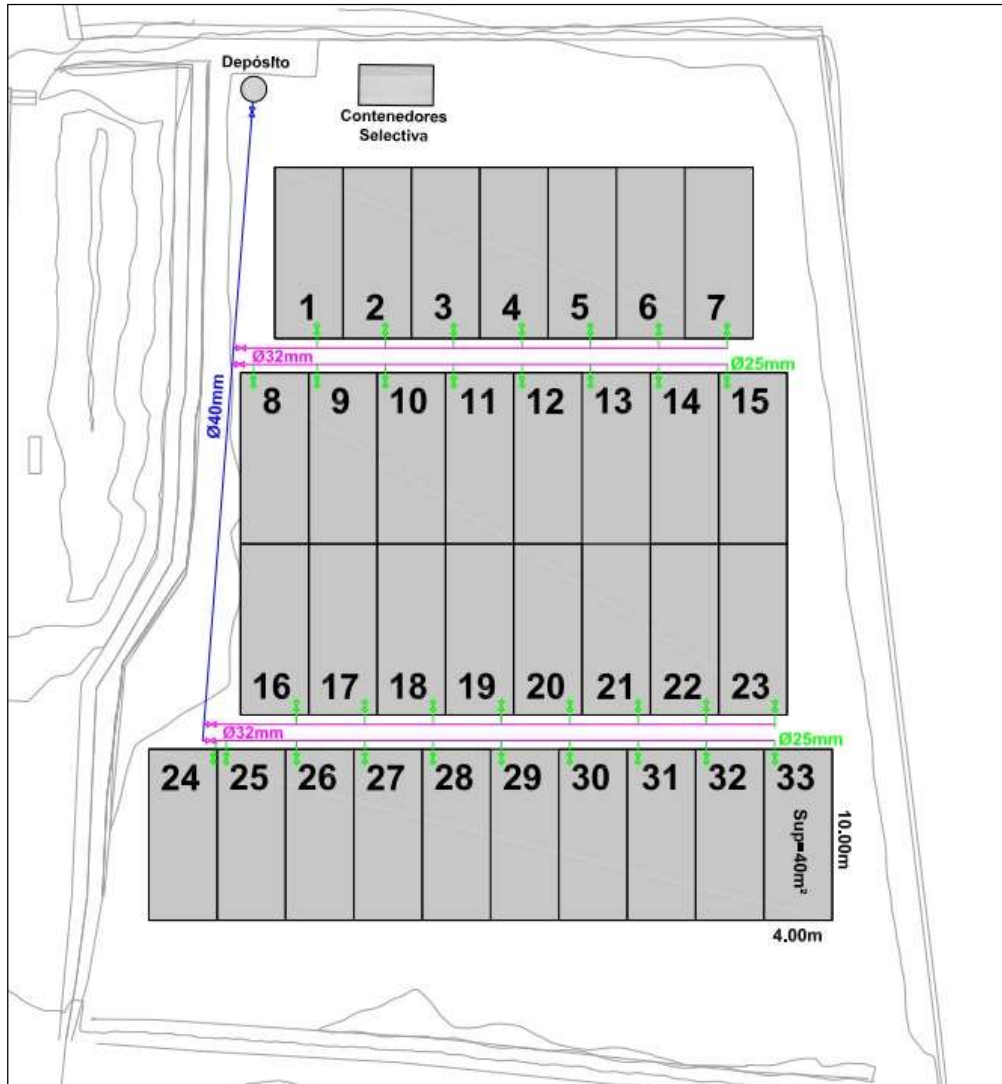 Depósito
Contenedores
Selectiva
1 2 3 4 5 6 7
Ø32mm Ø25mm
Ø40mm
8 9 10 11 12 13 14 15
16 17 18 19 20 21 22 23
Ø32mm Ø25mm
24 25 26 27 28 29 30 31 32 33
Sup=40m²
10.00m
4.00m